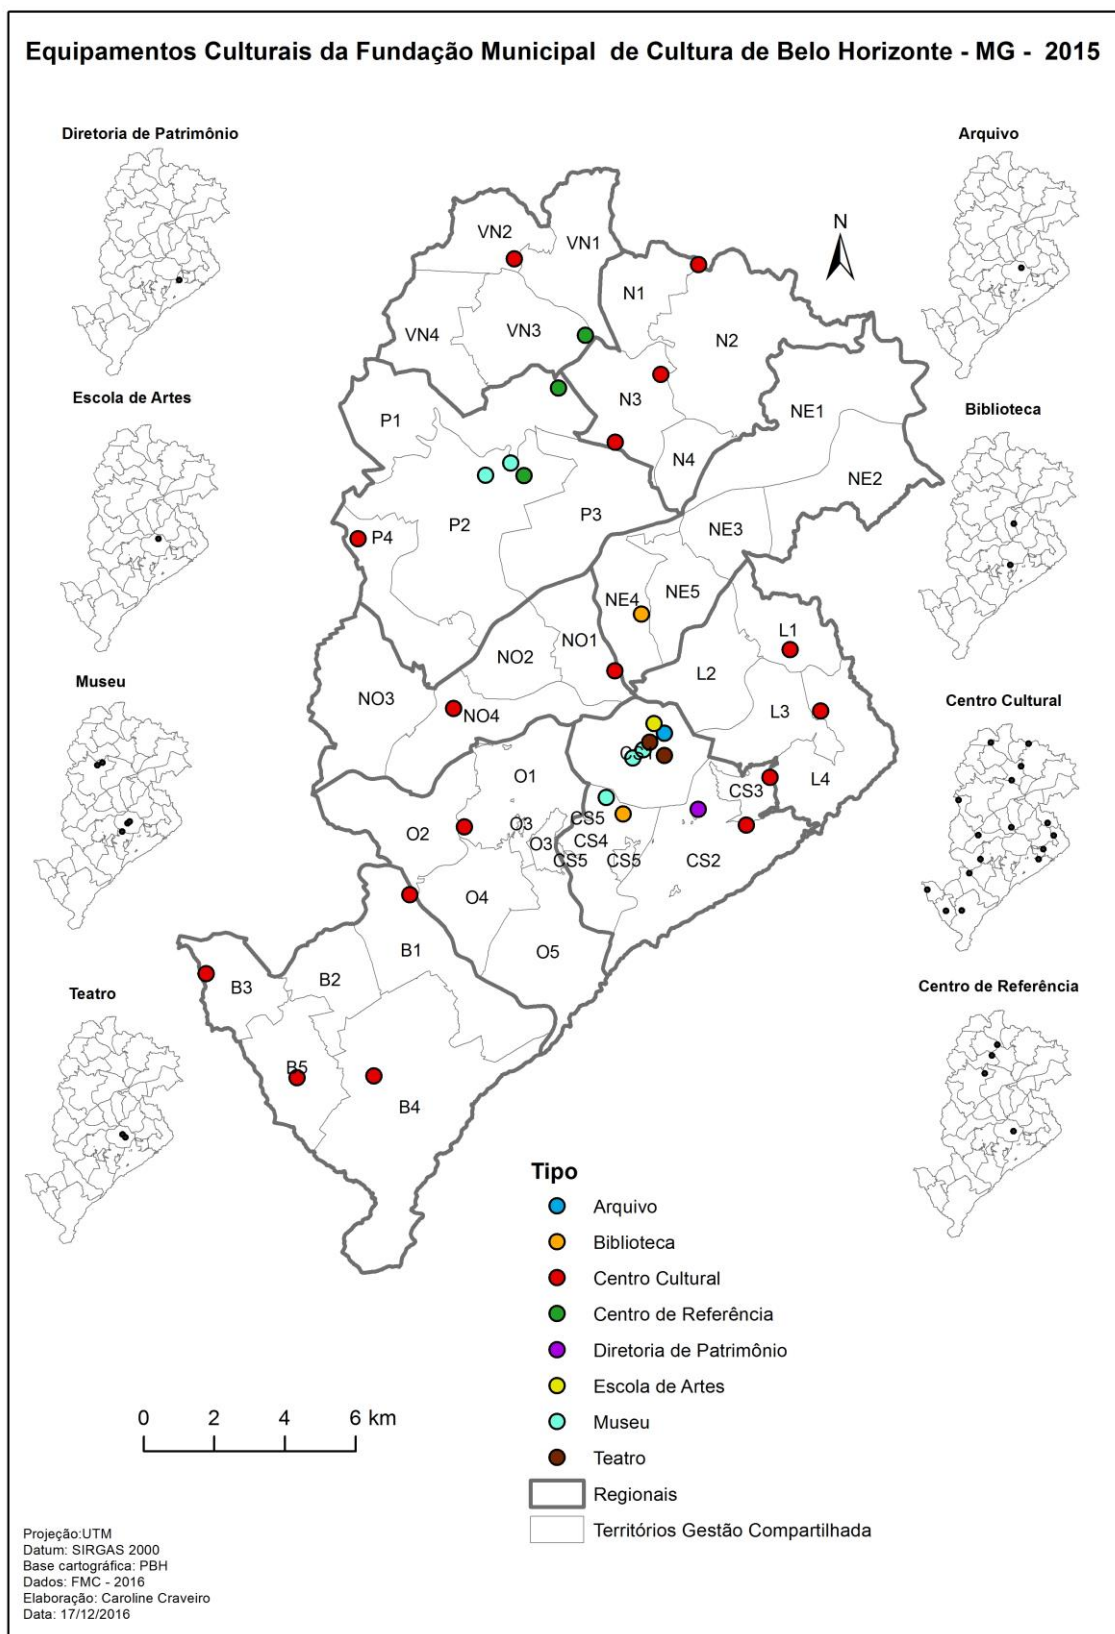 Equipamentos Culturais da Fundação Municipal de Cultura de Belo Horizonte - MG - 2015
Diretoria de Patrimônio
Arquivo
Escola de Artes
Biblioteca
Museu
Centro Cultural
Teatro
Centro de Referência
N
VN2
VN1
N1
VN4
VN3
N2
N3
P1
NE1
N4
NE2
P2
P3
NE3
P4
NE4
NE5
NO1
L1
NO2
L2
NO3
NO4
L3
O1
L4
CS3
O2
O3
CS5
O3
CS4
CS5
CS5
CS2
O4
O5
B1
B2
B3
B5
B4
Tipo
Arquivo
Biblioteca
Centro Cultural
Centro de Referência
Diretoria de Patrimônio
Escola de Artes
Museu
Teatro
Regionais
Territórios Gestão Compartilhada
0 2 4 6 km
Projeção:UTM
Datum: SIRGAS 2000
Base cartográfica: PBH
Dados: FMC - 2016
Elaboração: Caroline Craveiro
Data: 17/12/2016